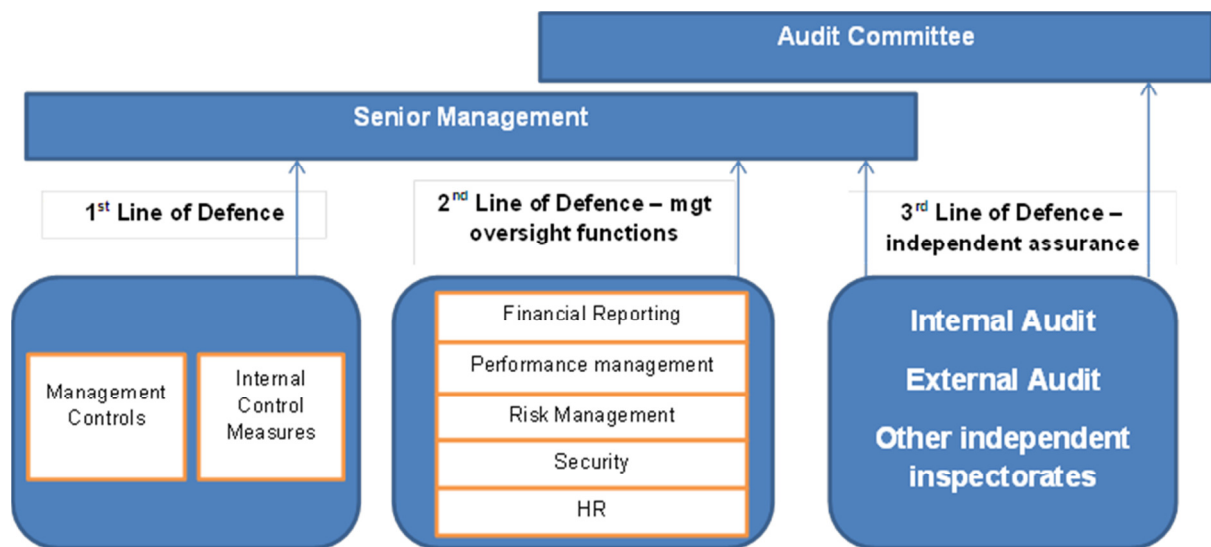 Audit Committee
Senior Management
1st Line of Defence
2nd Line of Defence – mgt
oversight functions
3rd Line of Defence –
independent assurance
Management
Controls
Internal
Control
Measures
Financial Reporting
Performance management
Risk Management
Security
HR
Internal Audit
External Audit
Other independent
inspectorates